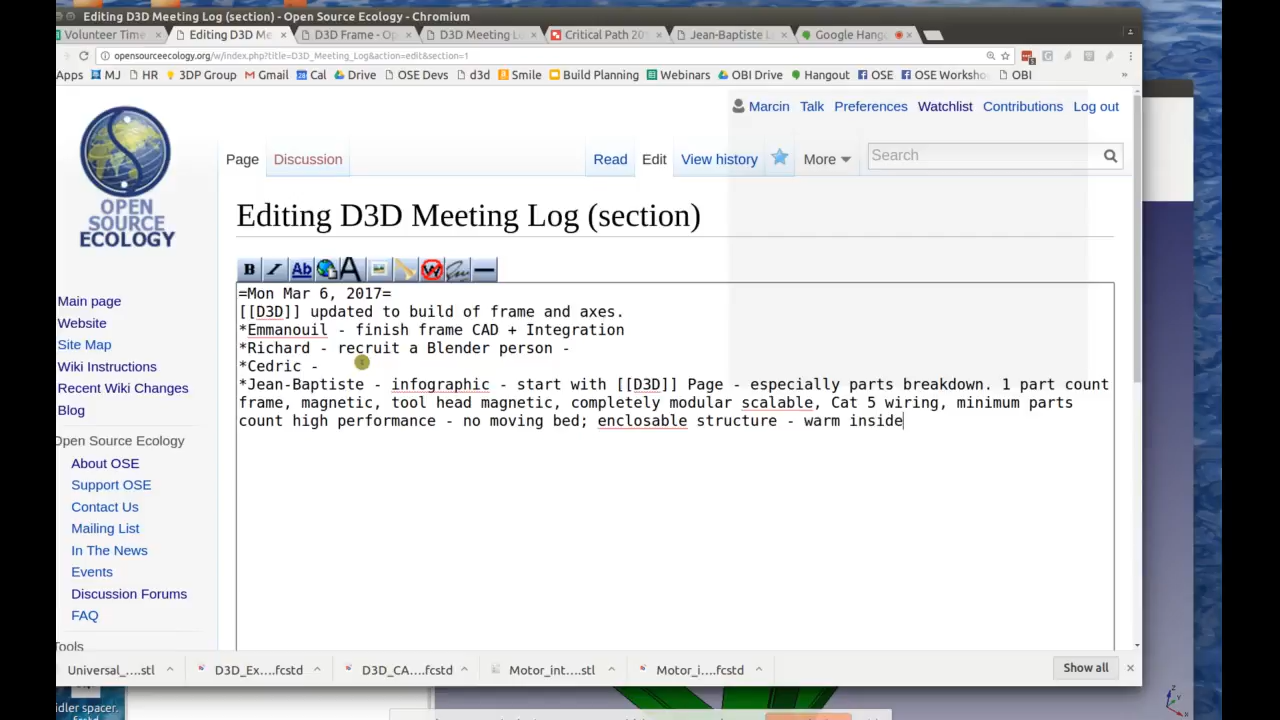 Editing D3D Meeting Log (section) - Open Source Ecology - Chromium
Volunteer Time
Editing D3D Me
D3D Frame - Op
D3D Meeting L
Critical Path 20
Jean-Baptiste L
Google Hang
opensourceecology.org/w/index.php?title=D3D_Meeting_Log&action=edit&section=1
Apps MJ HR 3DP Group Gmail Cal Drive OSE Devs d3d Smile Build Planning Webinars OBI Drive Hangout OSE OSE Worksho OBI »
Marcin Talk Preferences Watchlist Contributions Log out
Page Discussion Read Edit View history More Search
OPEN
SOURCE
ECOLOGY
Editing D3D Meeting Log (section)
B I Ab A W
Main page
Website
Site Map
Wiki Instructions
Recent Wiki Changes
Blog
Open Source Ecology
About OSE
Support OSE
Contact Us
Mailing List
In The News
Events
Discussion Forums
FAQ
Tools
=Mon Mar 6, 2017=
[[D3D]] updated to build of frame and axes.
*Emmanouil - finish frame CAD + Integration
*Richard - recruit a Blender person -
*Cedric -
*Jean-Baptiste - infographic - start with [[D3D]] Page - especially parts breakdown. 1 part count
frame, magnetic, tool head magnetic, completely modular scalable, Cat 5 wiring, minimum parts
count high performance - no moving bed; enclosable structure - warm inside
Universal_....stl
D3D_Ex....fcstd
D3D_CA....fcstd
Motor_int....stl
Motor_i....fcstd
Show all
idler spacer.
fcstd
Z
Y
X